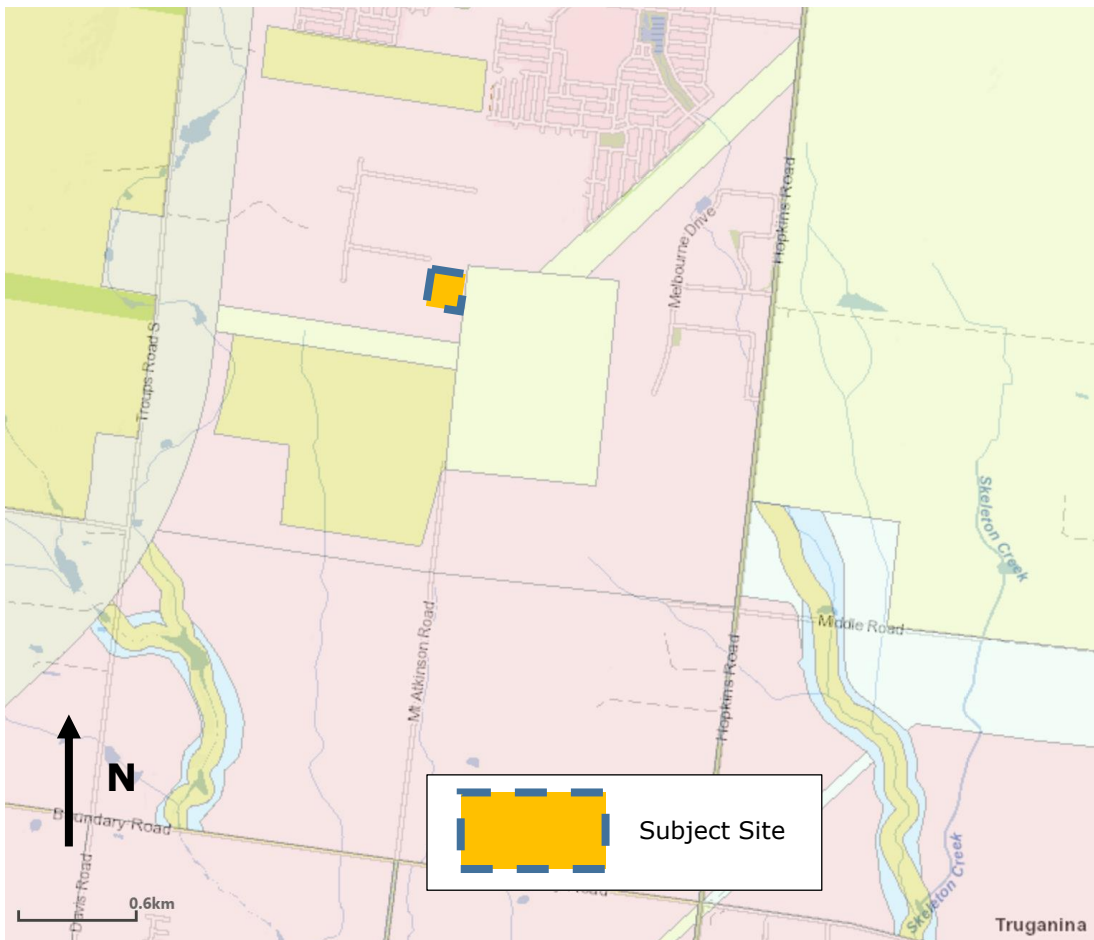 Hopkins Road
Melbourne Drive
Troups Road S
Skeleton Creek
Mt Atkinson Road
Middle Road
Hopkins Road
N
Boundary Road
Subject Site
Road
Davis Road
0.6km
Skeleton Creek
Truganina